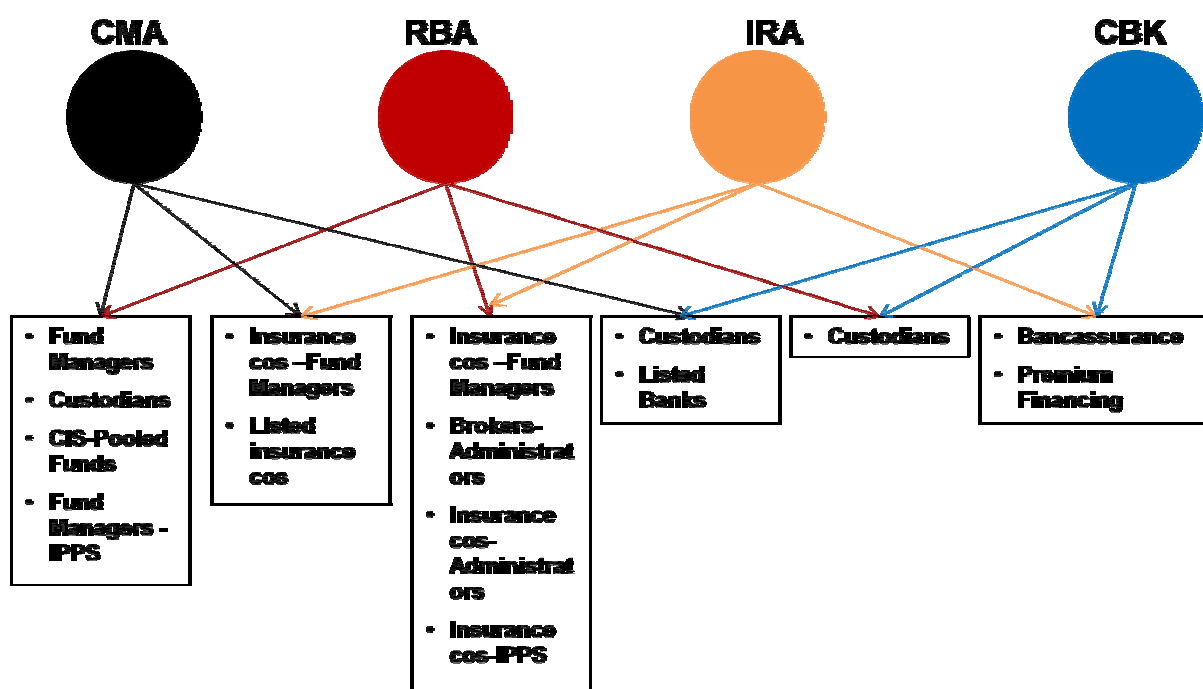 CMA
RBA
IRA
CBK
• Fund
Managers
• Custodians
• CIS-Pooled
Funds
• Fund
Managers -
IPPS
• Insurance
cos –Fund
Managers
• Listed
insurance
cos
• Insurance
cos –Fund
Managers
• Brokers-
Administrat
ors
• Insurance
cos-
Administrat
ors
• Insurance
cos-IPPS
• Custodians
• Listed
Banks
• Custodians
• Bancassurance
• Premium
Financing